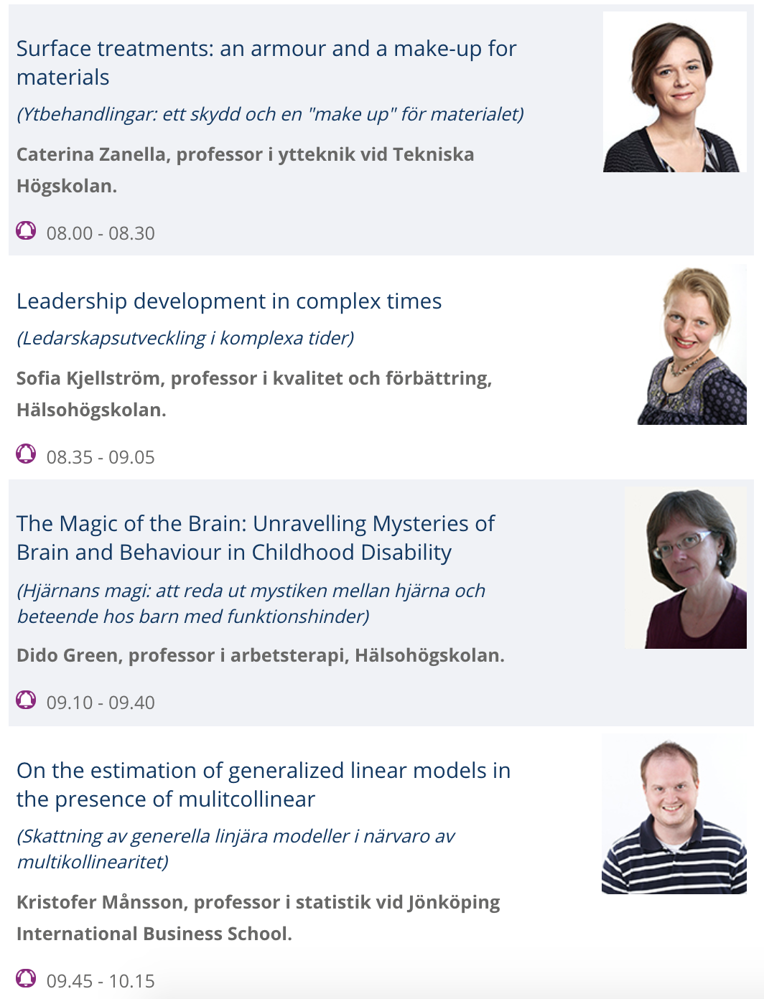 Surface treatments: an armour and a make-up for
materials
(Ytbehandlingar: ett skydd och en "make up" för materialet)
Caterina Zanella, professor i ytteknik vid Tekniska
Högskolan.
08.00 - 08.30
Leadership development in complex times
(Ledarskapsutveckling i komplexa tider)
Sofia Kjellström, professor i kvalitet och förbättring,
Hälsohögskolan.
08.35 - 09.05
The Magic of the Brain: Unravelling Mysteries of
Brain and Behaviour in Childhood Disability
(Hjärnans magi: att reda ut mystiken mellan hjärna och
beteende hos barn med funktionshinder)
Dido Green, professor i arbetsterapi, Hälsohögskolan.
09.10 - 09.40
On the estimation of generalized linear models in
the presence of mulitcollinear
(Skattning av generella linjära modeller i närvaro av
multikollinearitet)
Kristofer Månsson, professor i statistik vid Jönköping
International Business School.
09.45 - 10.15